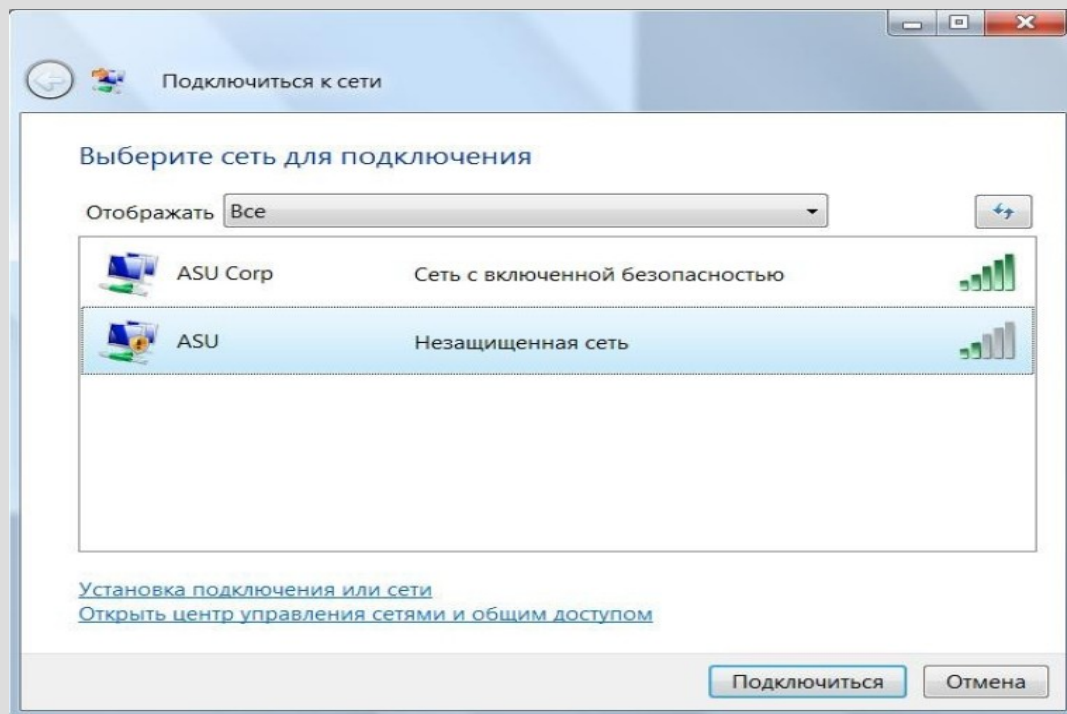 Подключиться к сети
Выберите сеть для подключения
Отображать Все
ASU Corp Сеть с включенной безопасностью
ASU Незащищенная сеть
Установка подключения или сети
Открыть центр управления сетями и общим доступом
Подключиться Отмена